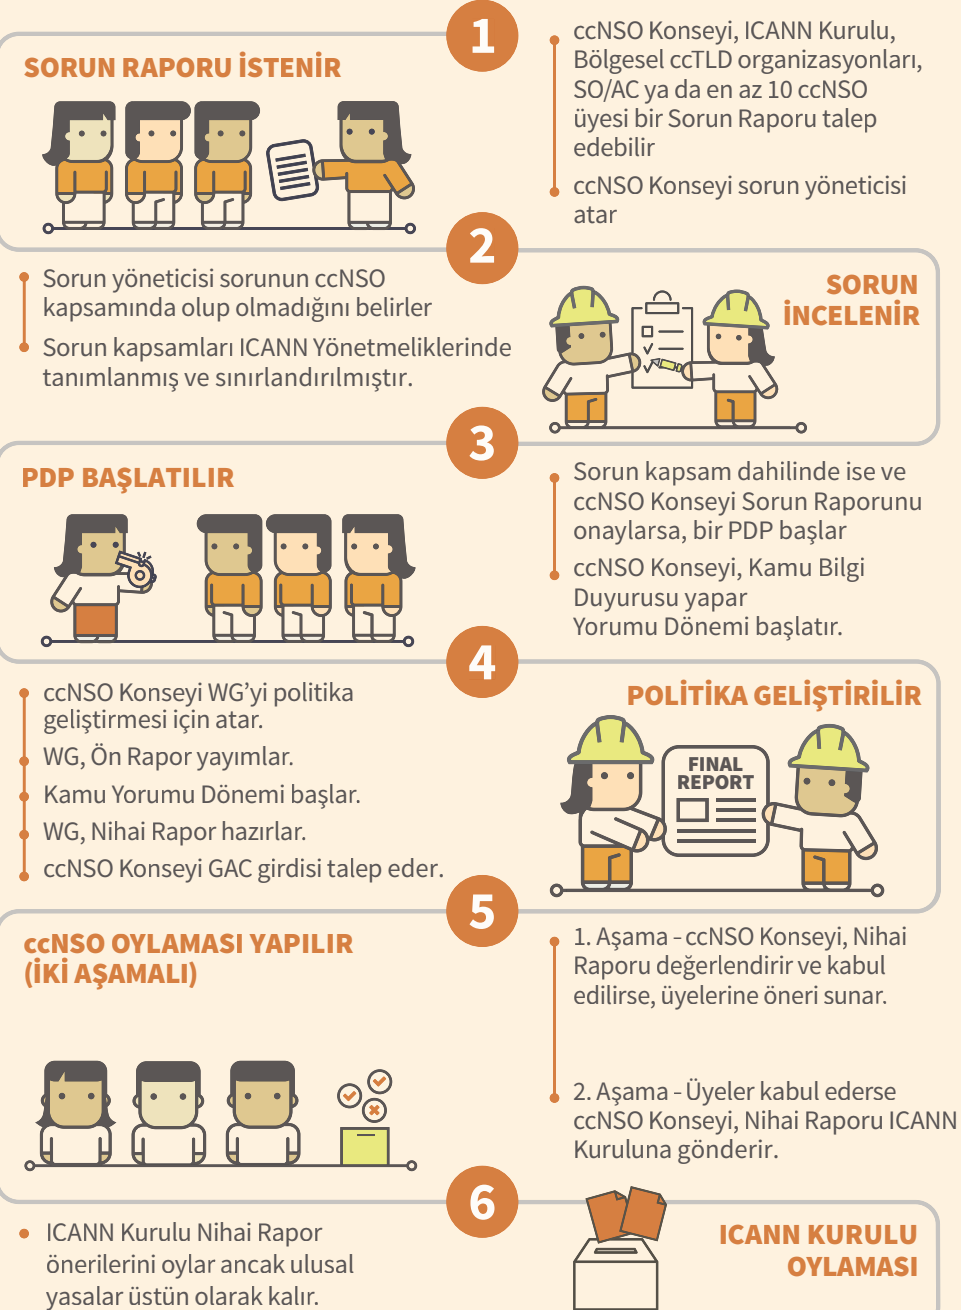 1
SORUN RAPORU İSTENİR
ccNSO Konseyi, ICANN Kurulu,
Bölgesel ccTLD organizasyonları,
SO/AC ya da en az 10 ccNSO
üyesi bir Sorun Raporu talep
edebilir
ccNSO Konseyi sorun yöneticisi
atar
2
SORUN
İNCELENİR
Sorun yöneticisi sorunun ccNSO
kapsamında olup olmadığını belirler
Sorun kapsamları ICANN Yönetmeliklerinde
tanımlanmış ve sınırlandırılmıştır.
3
PDP BAŞLATILIR
Sorun kapsam dahilinde ise ve
ccNSO Konseyi Sorun Raporunu
onaylarsa, bir PDP başlar
ccNSO Konseyi, Kamu Bilgi
Duyurusu yapar
Yorumu Dönemi başlatır.
4
POLİTİKA GELİŞTİRİLİR
ccNSO Konseyi WG’yi politika
geliştirmesi için atar.
WG, Ön Rapor yayımlar.
Kamu Yorumu Dönemi başlar.
WG, Nihai Rapor hazırlar.
ccNSO Konseyi GAC girdisi talep eder.
FINAL
REPORT
5
ccNSO OYLAMASI YAPILIR
(İKİ AŞAMALI)
1. Aşama - ccNSO Konseyi, Nihai
Raporu değerlendirir ve kabul
edilirse, üyelerine öneri sunar.
2. Aşama - Üyeler kabul ederse
ccNSO Konseyi, Nihai Raporu ICANN
Kuruluna gönderir.
6
ICANN KURULU
OYLAMASI
ICANN Kurulu Nihai Rapor
önerilerini oylar ancak ulusal
yasalar üstün olarak kalır.